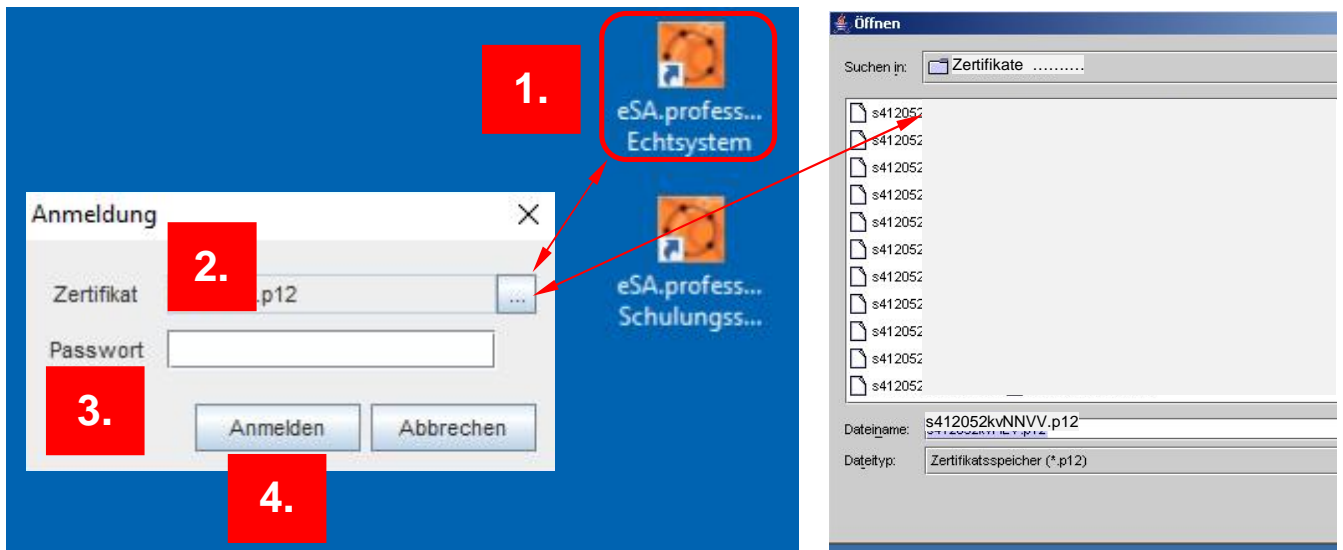 1.
eSA.profess...
Echtsystem
eSA.profess...
Schulungss...
Anmeldung
2.
Zertifikat
.p12
...
Passwort
3.
Anmelden
Abbrechen
4.
Öffnen
Suchen in:
Zertifikate ..........
s412052
s412052
s412052
s412052
s412052
s412052
s412052
s412052
s412052
s412052
s412052
Dateiname:
s412052kvNNVV.p12
Dateityp:
Zertifikatsspeicher (*.p12)